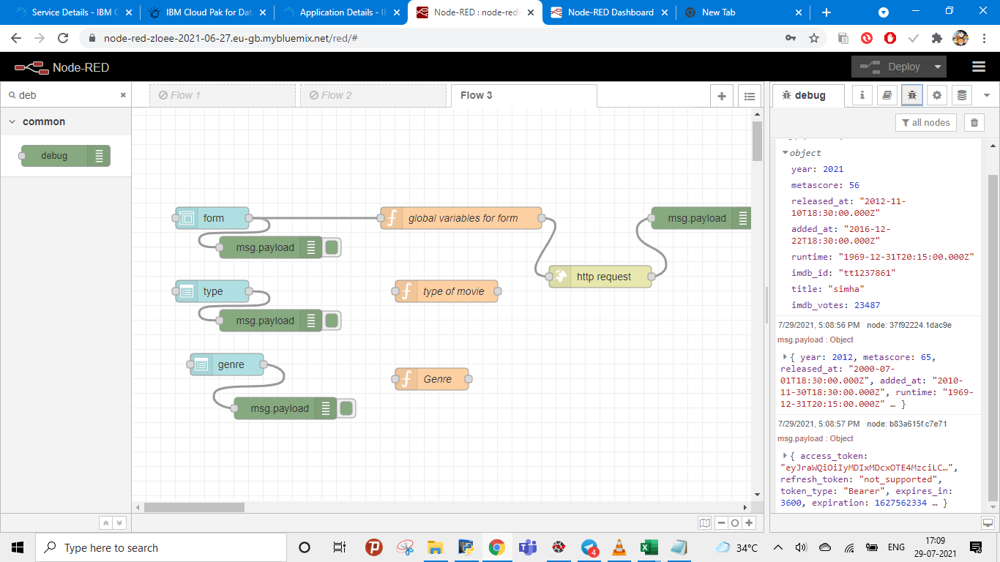 Service Details - IBM C
IBM Cloud Pak for Dat
Application Details - IB
Node-RED : node-red-
Node-RED Dashboard
New Tab
node-red-zloee-2021-06-27.eu-gb.mybluemix.net/red/#
Node-RED
Deploy
deb
Flow 1
Flow 2
Flow 3
debug
common
all nodes
debug
object
year: 2021
metascore: 56
released_at: "2012-11-
10T18:30:00.000Z"
added_at: "2016-12-
22T18:30:00.000Z"
runtime: "1969-12-31T20:15:00.000Z"
imdb_id: "tt1237861"
title: "simha"
imdb_votes: 23487
7/29/2021, 5:08:56 PM node: 37f92224.1dac9e
msg.payload : Object
{ year: 2012, metascore: 65,
released_at: "2000-07-
01T18:30:00.000Z", added_at: "2010-
11-30T18:30:00.000Z", runtime: "1969-
12-31T20:15:00.000Z" … }
7/29/2021, 5:08:57 PM node: b83a615f.c7e71
msg.payload : Object
{ access_token:
"eyJraWQiOiIyMDIxMDcxOTE4MzciLC…",
refresh_token: "not_supported",
token_type: "Bearer", expires_in:
3600, expiration: 1627562334 … }
form
global variables for form
msg.payload
msg.payload
http request
type
type of movie
msg.payload
genre
Genre
msg.payload
Type here to search
4
34°C
ENG
17:09
29-07-2021